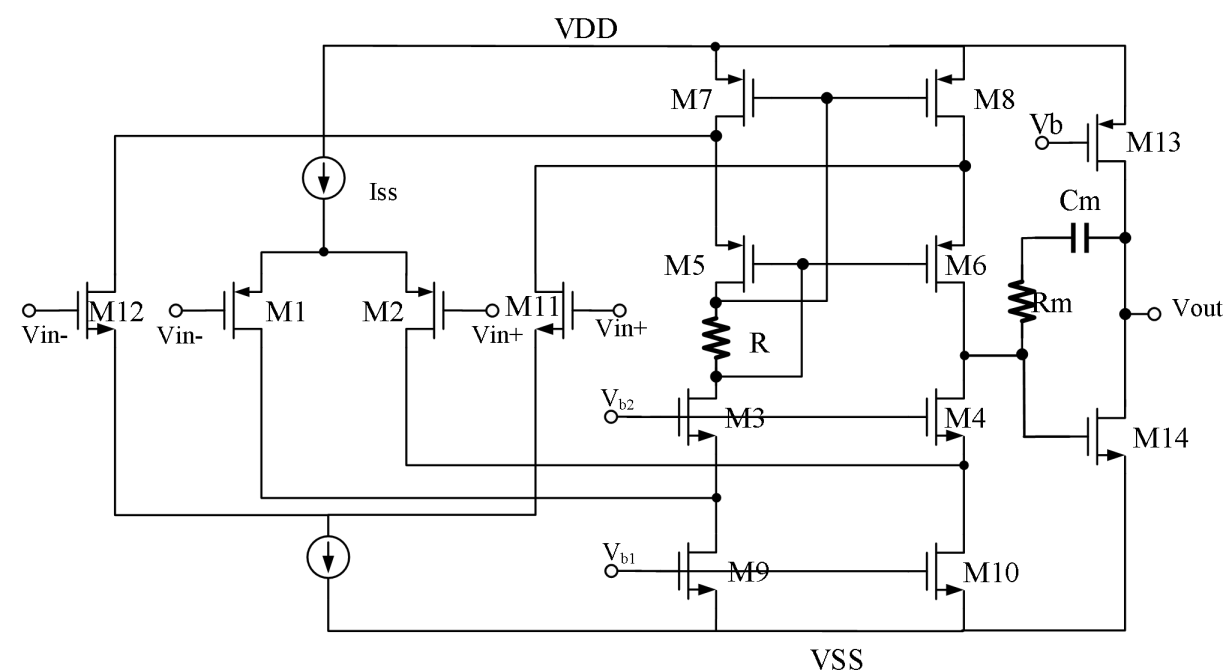 VDD
M7
M8
Vb
M13
Iss
Cm
M5
M6
M12
M1
M2
M11
Rm
Vin-
Vin-
Vin+
Vin+
Vout
R
Vb2
M3
M4
M14
Vb1
M9
M10
VSS